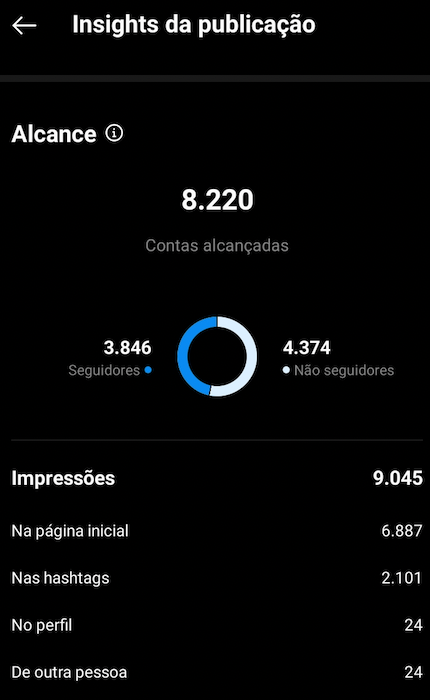 Insights da publicação
Alcance
8.220
Contas alcançadas
3.846
Seguidores
4.374
Não seguidores
Impressões 9.045
Na página inicial 6.887
Nas hashtags 2.101
No perfil 24
De outra pessoa 24